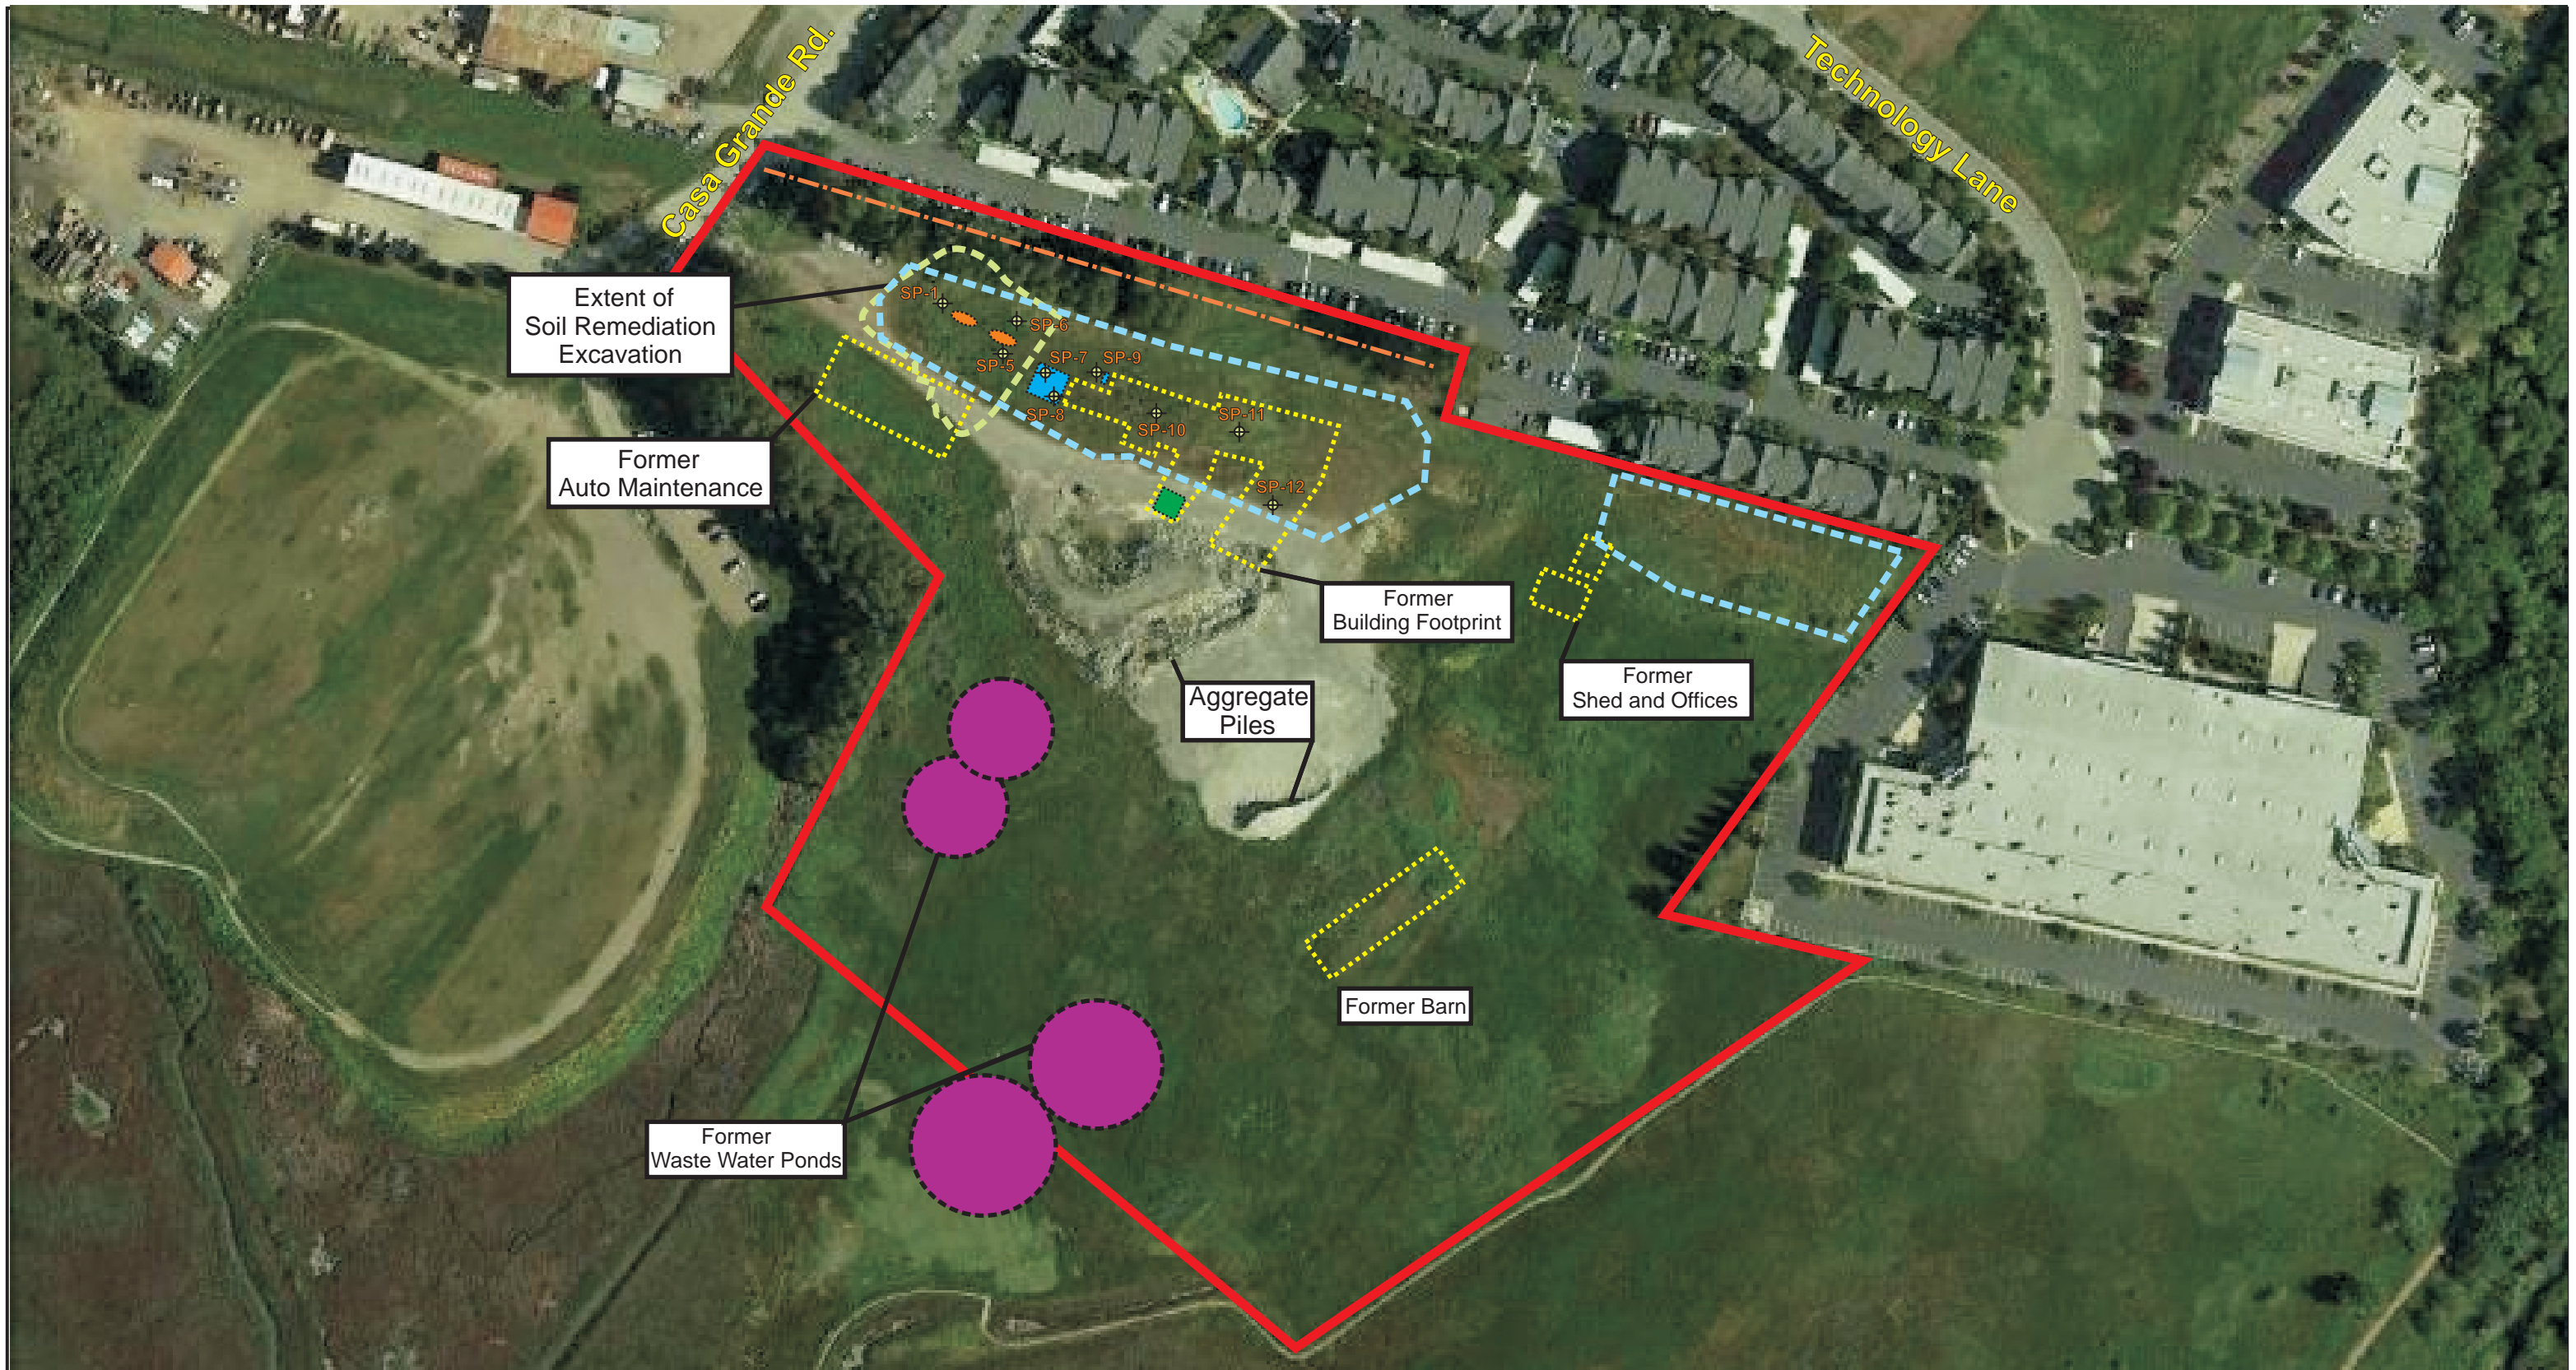 Casa Grande Rd.
Technology Lane
Extent of
Soil Remediation
Excavation
SP-1
SP-6
SP-5
SP-7
SP-9
SP-8
SP-10
SP-11
SP-12
Former
Auto Maintenance
Former
Building Footprint
Former
Shed and Offices
Aggregate
Piles
Former Barn
Former
Waste Water Ponds